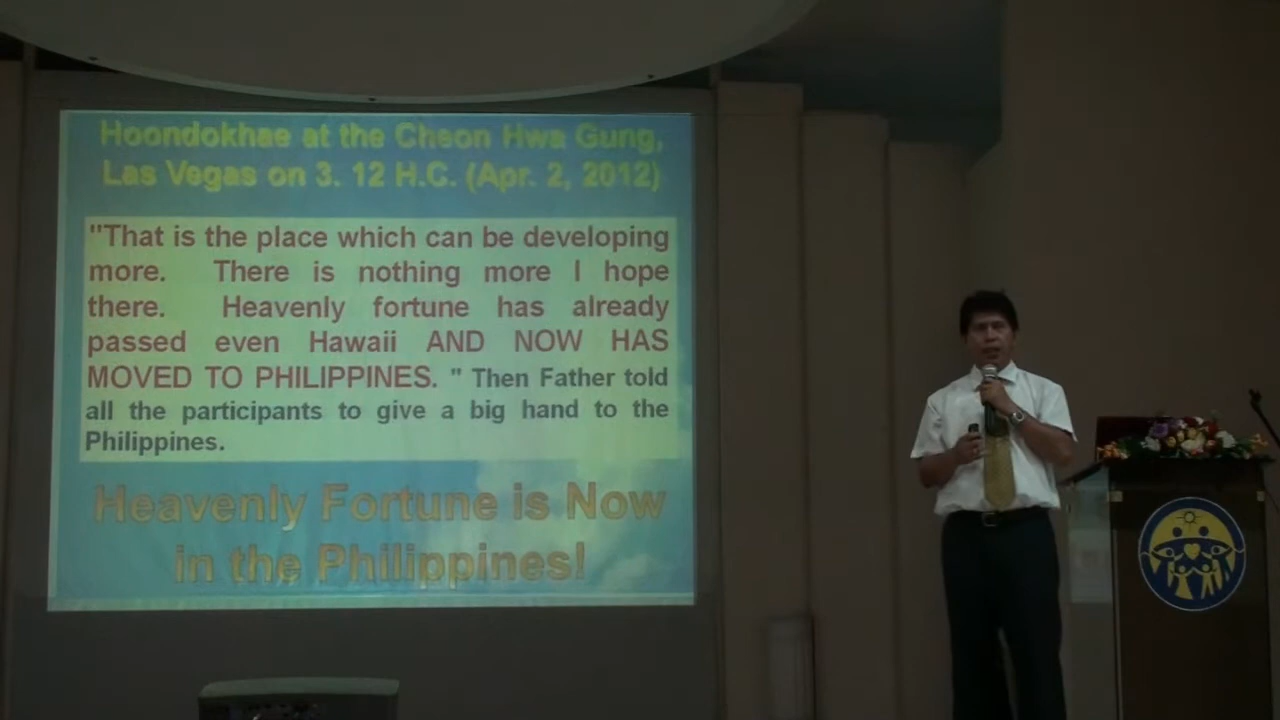 Hoondokhae at the Cheon Hwa Gung,
Las Vegas on 3. 12 H.C. (Apr. 2, 2012)
"That is the place which can be developing
more. There is nothing more I hope
there. Heavenly fortune has already
passed even Hawaii AND NOW HAS
MOVED TO PHILIPPINES. " Then Father told
all the participants to give a big hand to the
Philippines.
Heavenly Fortune is Now
in the Philippines!